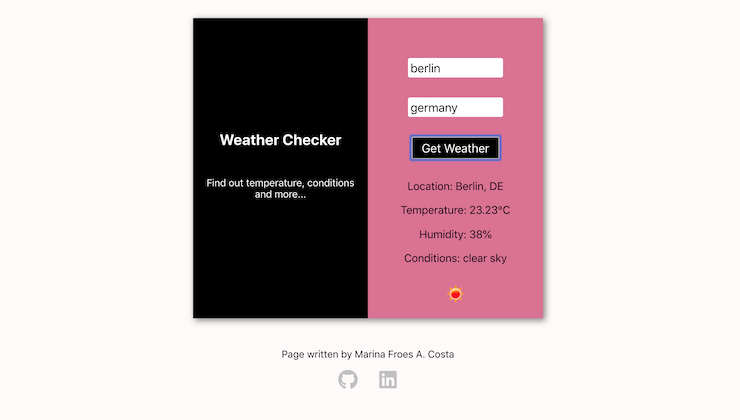 Weather Checker
Find out temperature, conditions
and more...
berlin
germany
Get Weather
Location: Berlin, DE
Temperature: 23.23°C
Humidity: 38%
Conditions: clear sky
Page written by Marina Froes A. Costa
in